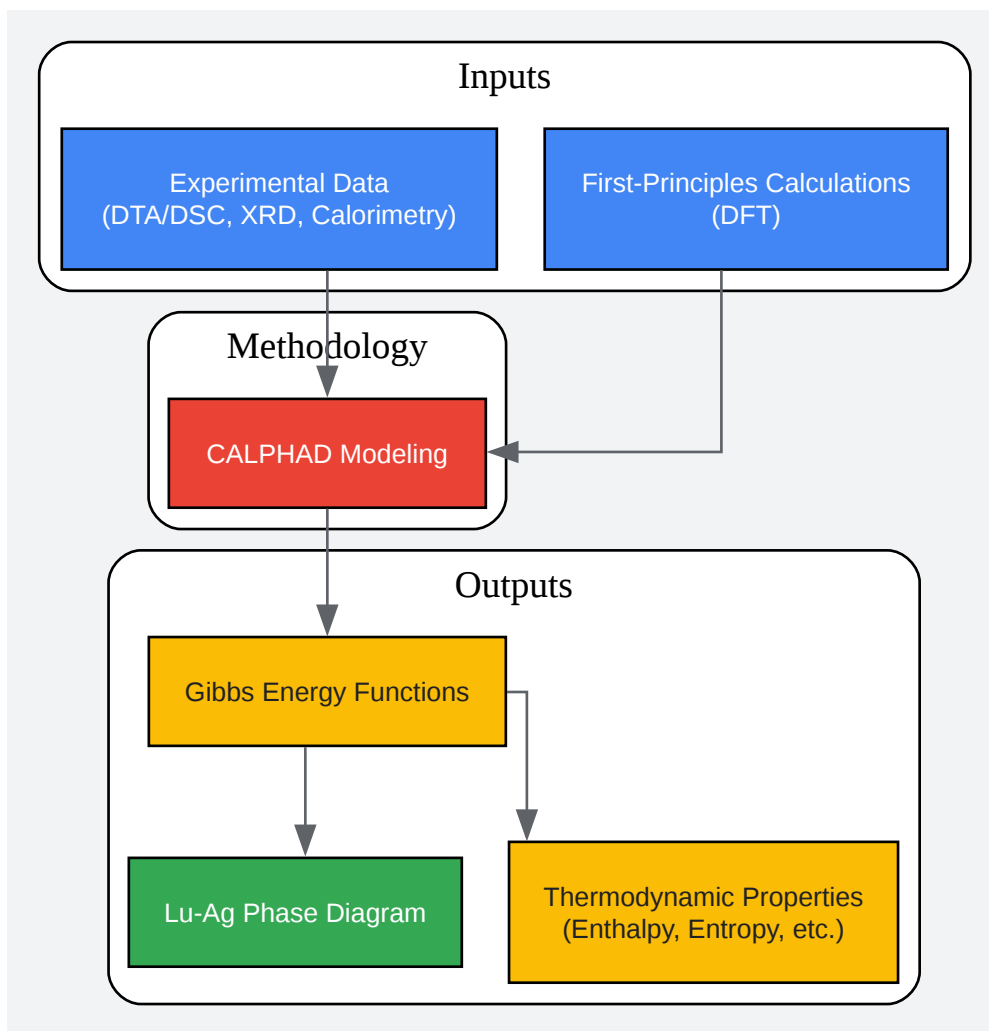 Inputs
Experimental Data
(DTA/DSC, XRD, Calorimetry)
First-Principles Calculations
(DFT)
Methodology
CALPHAD Modeling
Outputs
Gibbs Energy Functions
Lu-Ag Phase Diagram
Thermodynamic Properties
(Enthalpy, Entropy, etc.)